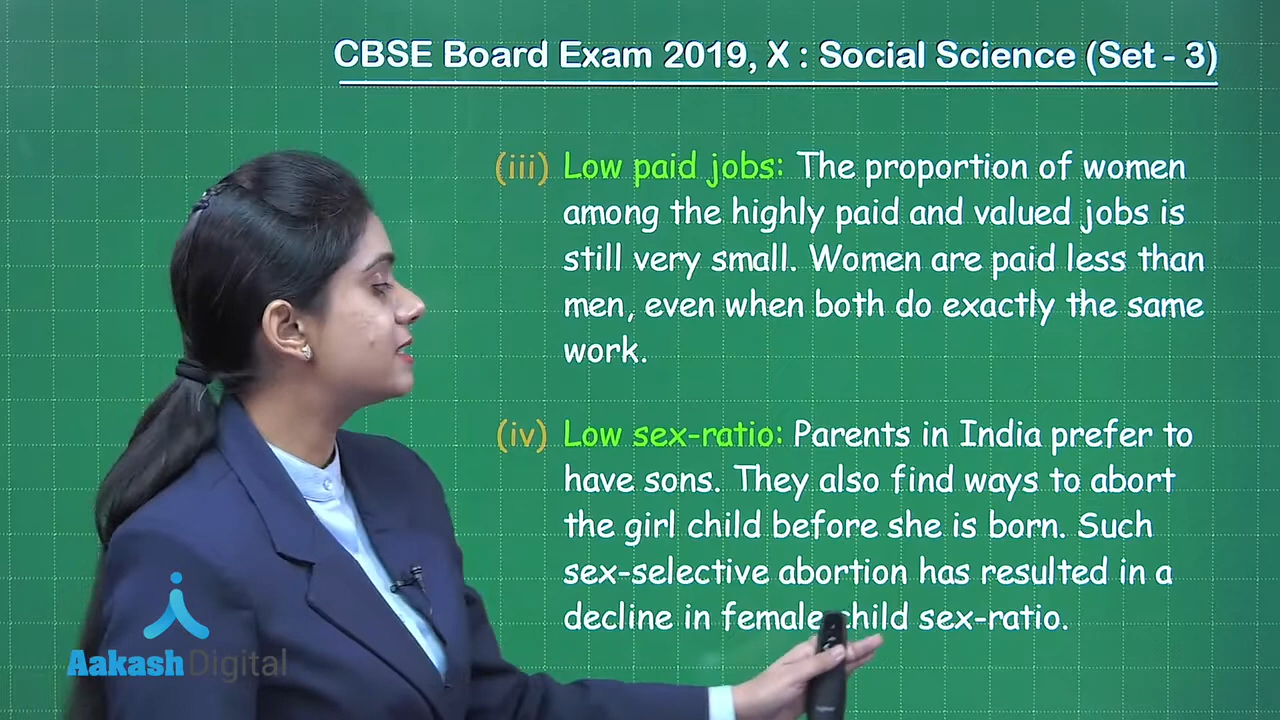 CBSE Board Exam 2019, X : Social Science (Set - 3)
(iii) Low paid jobs: The proportion of women
among the highly paid and valued jobs is
still very small. Women are paid less than
men, even when both do exactly the same
work.
(iv) Low sex-ratio: Parents in India prefer to
have sons. They also find ways to abort
the girl child before she is born. Such
sex-selective abortion has resulted in a
decline in female child sex-ratio.
Aakash Digital